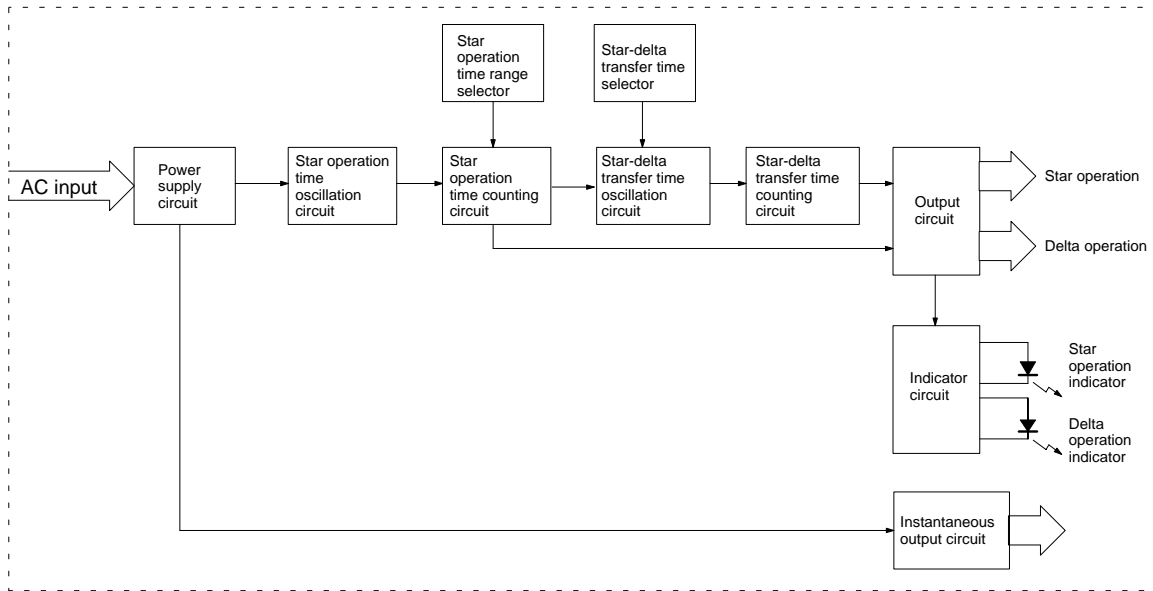 Star
operation
time range
selector
Star-delta
transfer time
selector
AC input
Power
supply
circuit
Star operation
time
oscillation
circuit
Star
operation
time counting
circuit
Star-delta
transfer time
oscillation
circuit
Star-delta
transfer time
counting
circuit
Output
circuit
Star operation
Delta operation
Indicator
circuit
Star
operation
indicator
Delta
operation
indicator
Instantaneous
output circuit